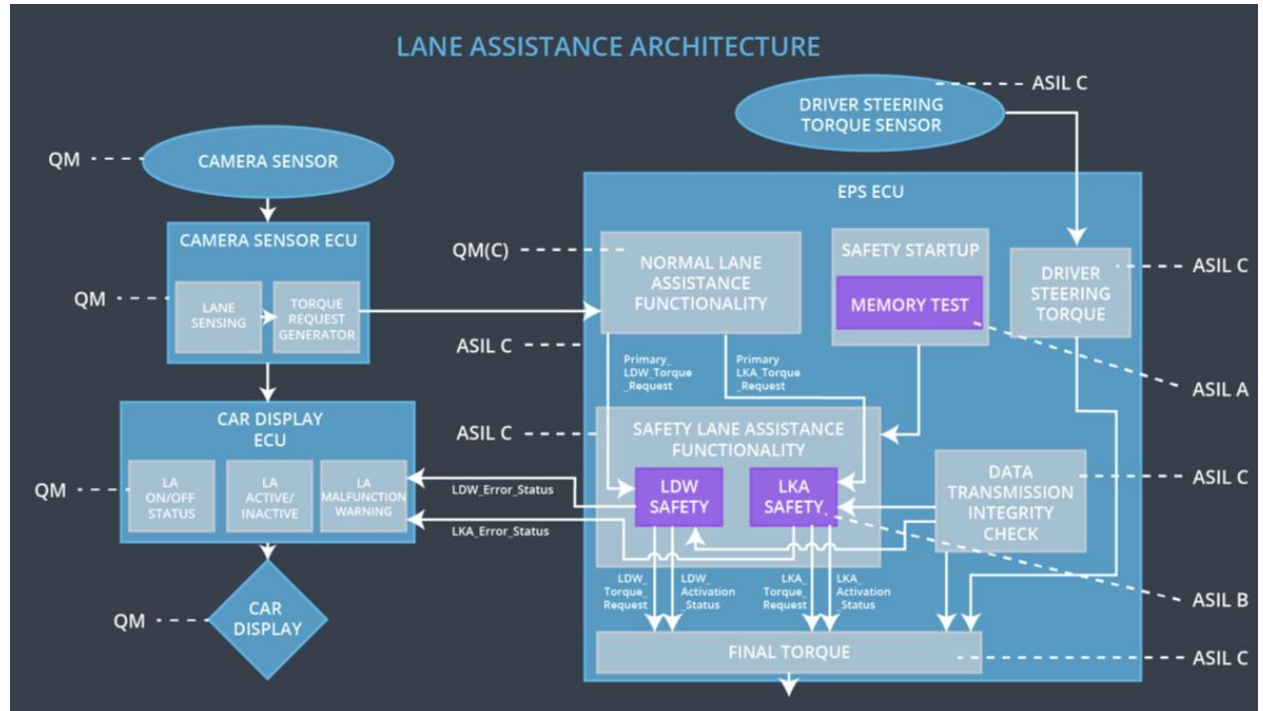 LANE ASSISTANCE ARCHITECTURE
ASIL C
DRIVER STEERING
TORQUE SENSOR
QM
CAMERA SENSOR
EPS ECU
CAMERA SENSOR ECU
QM
LANE
SENSING
TORQUE
REQUEST
GENERATOR
QM(C)
NORMAL LANE
ASSISTANCE
FUNCTIONALITY
SAFETY STARTUP
MEMORY TEST
DRIVER
STEERING
TORQUE
ASIL C
ASIL C
Primary_
LDW_Torque
_Request
Primary
LKA_Torque
_Request
ASIL A
CAR DISPLAY
ECU
QM
LA
ON/OFF
STATUS
LA
ACTIVE/
INACTIVE
LA
MALFUNCTION
WARNING
ASIL C
SAFETY LANE ASSISTANCE
FUNCTIONALITY
LDW
SAFETY
LKA
SAFETY
DATA
TRANSMISSION
INTEGRITY
CHECK
ASIL C
LDW_Error_Status
LKA_Error_Status
LDW_
Torque_
Request
LDW_
Activation
_Status
LKA_
Torque_
Request
LKA_
Activation
_Status
ASIL B
QM
CAR
DISPLAY
FINAL TORQUE
ASIL C